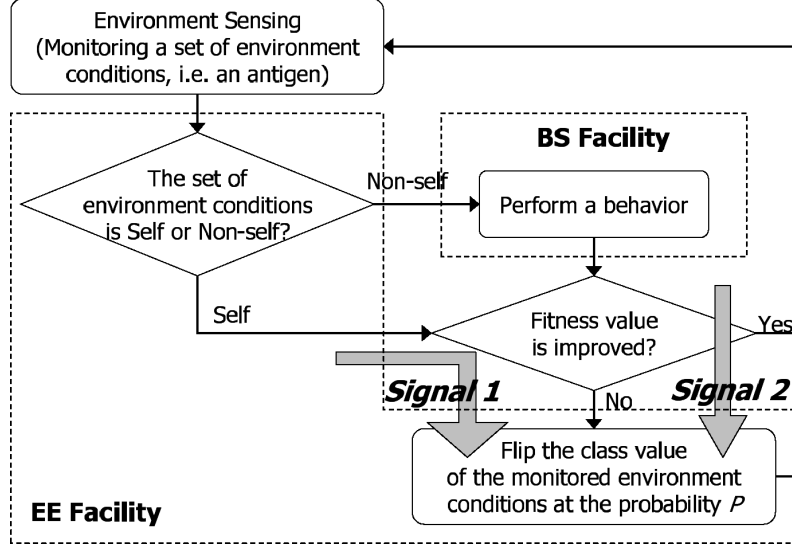 Environment Sensing
(Monitoring a set of environment
conditions, i.e. an antigen)
BS Facility
The set of
environment conditions
is Self or Non-self?
Non-self
Perform a behavior
Self
Fitness value
is improved?
Yes
Signal 1
Signal 2
No
Flip the class value
of the monitored environment
conditions at the probability P
EE Facility